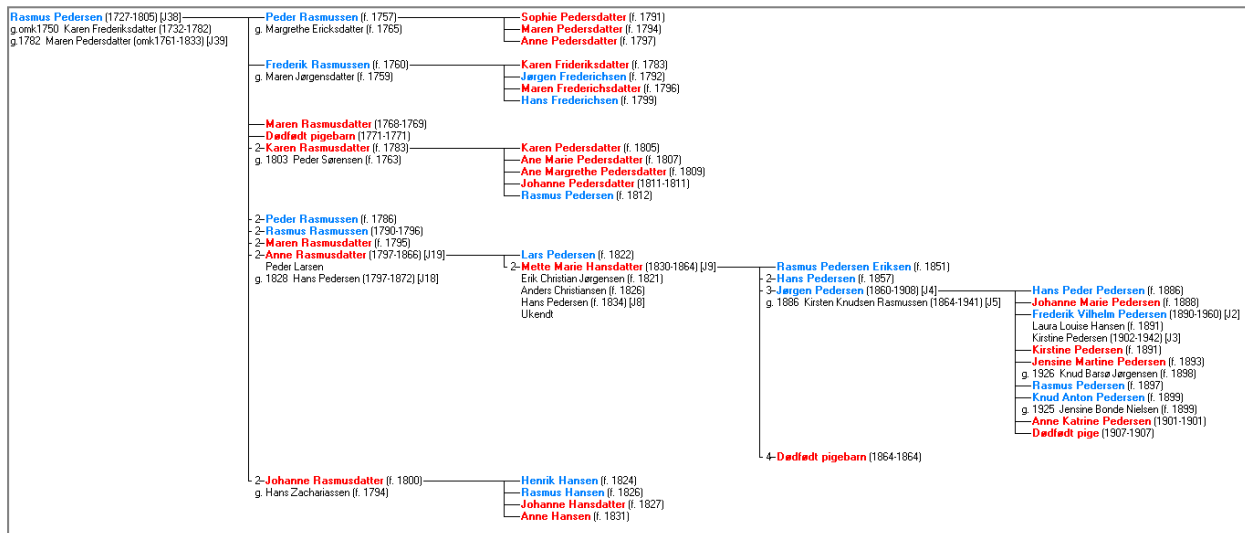 Rasmus Pedersen (1727-1805) [J38]
g.omk1750 Karen Frederiksdatter (1732-1782)
g.1782 Maren Pedersdatter (omk1761-1833) [J39]
Peder Rasmussen (f. 1757)
g. Margrethe Ericksdatter (f. 1765)
Sophie Pedersdatter (f. 1791)
Maren Pedersdatter (f. 1794)
Anne Pedersdatter (f. 1797)
Frederik Rasmussen (f. 1760)
g. Maren Jørgensdatter (f. 1759)
Karen Frideriksdatter (f. 1783)
Jørgen Frederichsen (f. 1792)
Maren Frederichsdatter (f. 1796)
Hans Frederichsen (f. 1799)
Maren Rasmusdatter (1768-1769)
Dødfødt pigebarn (1771-1771)
2 Karen Rasmusdatter (f. 1783)
g. 1803 Peder Sørensen (f. 1763)
Karen Pedersdatter (f. 1805)
Ane Marie Pedersdatter (f. 1807)
Ane Margrethe Pedersdatter (f. 1809)
Johanne Pedersdatter (1811-1811)
Rasmus Pedersen (f. 1812)
2 Peder Rasmussen (f. 1786)
2 Rasmus Rasmussen (1790-1796)
2 Maren Rasmusdatter (f. 1795)
2 Anne Rasmusdatter (1797-1866) [J19]
Peder Larsen
g. 1828 Hans Pedersen (1797-1872) [J18]
Lars Pedersen (f. 1822)
2 Mette Marie Hansdatter (1830-1864) [J9]
Erik Christian Jørgensen (f. 1821)
Anders Christiansen (f. 1826)
Hans Pedersen (f. 1834) [J8]
Ukendt
Rasmus Pedersen Eriksen (f. 1851)
2 Hans Pedersen (f. 1857)
3 Jørgen Pedersen (1860-1908) [J4]
g. 1886 Kirsten Knudsen Rasmussen (1864-1941) [J5]
Hans Peder Pedersen (f. 1886)
Johanne Marie Pedersen (f. 1888)
Frederik Vilhelm Pedersen (1890-1960) [J2]
Laura Louise Hansen (f. 1891)
Kirstine Pedersen (1902-1942) [J3]
Kirstine Pedersen (f. 1891)
Jensine Martine Pedersen (f. 1893)
g. 1926 Knud Barsø Jørgensen (f. 1898)
Rasmus Pedersen (f. 1897)
Knud Anton Pedersen (f. 1899)
g. 1925 Jensine Bonde Nielsen (f. 1899)
Anne Katrine Pedersen (1901-1901)
Dødfødt pige (1907-1907)
4 Dødfødt pigebarn (1864-1864)
2 Johanne Rasmusdatter (f. 1800)
g. Hans Zachariassen (f. 1794)
Henrik Hansen (f. 1824)
Rasmus Hansen (f. 1826)
Johanne Hansdatter (f. 1827)
Anne Hansen (f. 1831)